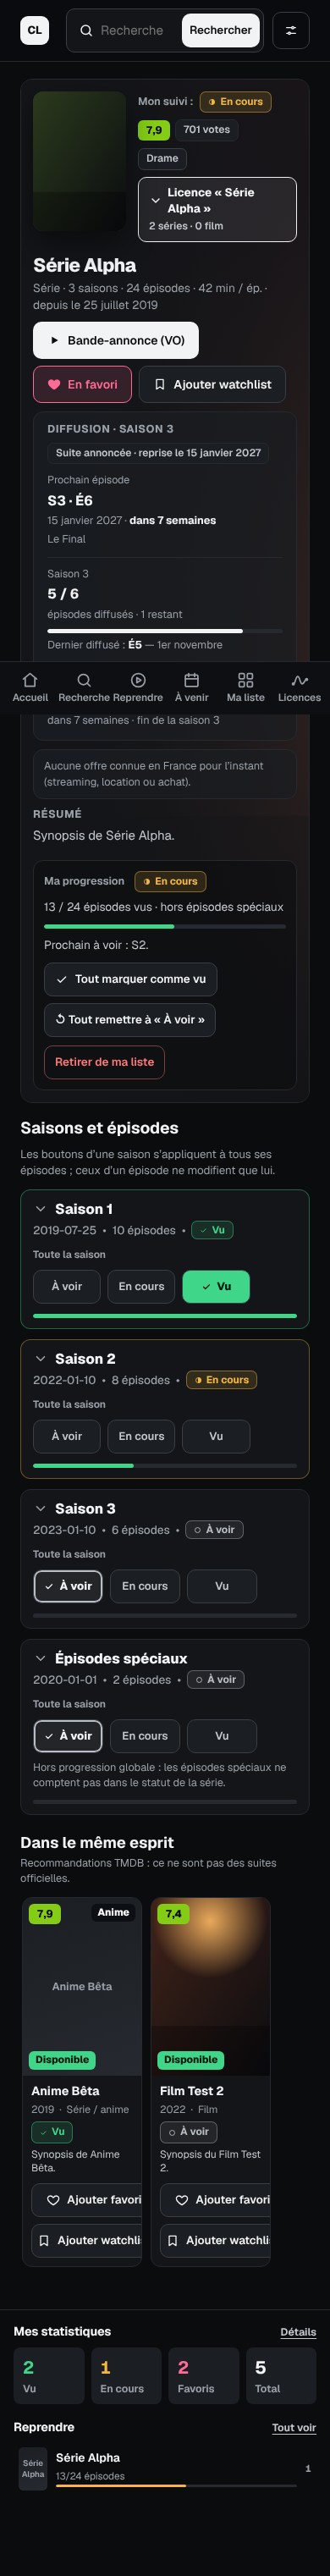 CL
Recherche
Rechercher
Mon suivi : En cours
7,9
701 votes
Drame
Licence « Série
Alpha »
2 séries · 0 film
Série Alpha
Série · 3 saisons · 24 épisodes · 42 min / ép. ·
depuis le 25 juillet 2019
Bande-annonce (VO)
En favori
Ajouter watchlist
DIFFUSION · SAISON 3
Suite annoncée · reprise le 15 janvier 2027
Prochain épisode
S3 · É6
15 janvier 2027 · dans 7 semaines
Le Final
Saison 3
5 / 6
épisodes diffusés · 1 restant
Dernier diffusé : É5 — 1er novembre
Accueil
Recherche
Reprendre
À venir
Ma liste
Licences
dans 7 semaines · fin de la saison 3
Aucune offre connue en France pour l’instant
(streaming, location ou achat).
RÉSUMÉ
Synopsis de Série Alpha.
Ma progression En cours
13 / 24 épisodes vus · hors épisodes spéciaux
Prochain à voir : S2.
Tout marquer comme vu
Tout remettre à « À voir »
Retirer de ma liste
Saisons et épisodes
Les boutons d’une saison s’appliquent à tous ses
épisodes ; ceux d’un épisode ne modifient que lui.
Saison 1
2019-07-25 • 10 épisodes • Vu
Toute la saison
À voir
En cours
Vu
Saison 2
2022-01-10 • 8 épisodes • En cours
Toute la saison
À voir
En cours
Vu
Saison 3
2023-01-10 • 6 épisodes • À voir
Toute la saison
À voir
En cours
Vu
Épisodes spéciaux
2020-01-01 • 2 épisodes • À voir
Toute la saison
À voir
En cours
Vu
Hors progression globale : les épisodes spéciaux ne
comptent pas dans le statut de la série.
Dans le même esprit
Recommandations TMDB : ce ne sont pas des suites
officielles.
7,9
Anime
Anime Bêta
Disponible
Anime Bêta
2019 · Série / anime
Vu
Synopsis de Anime
Bêta.
Ajouter favori
Ajouter watchlis
7,4
Disponible
Film Test 2
2022 · Film
À voir
Synopsis du Film Test
2.
Ajouter favori
Ajouter watchlis
Mes statistiques
Détails
2
Vu
1
En cours
2
Favoris
5
Total
Reprendre
Tout voir
Série
Alpha
Série Alpha
13/24 épisodes
1